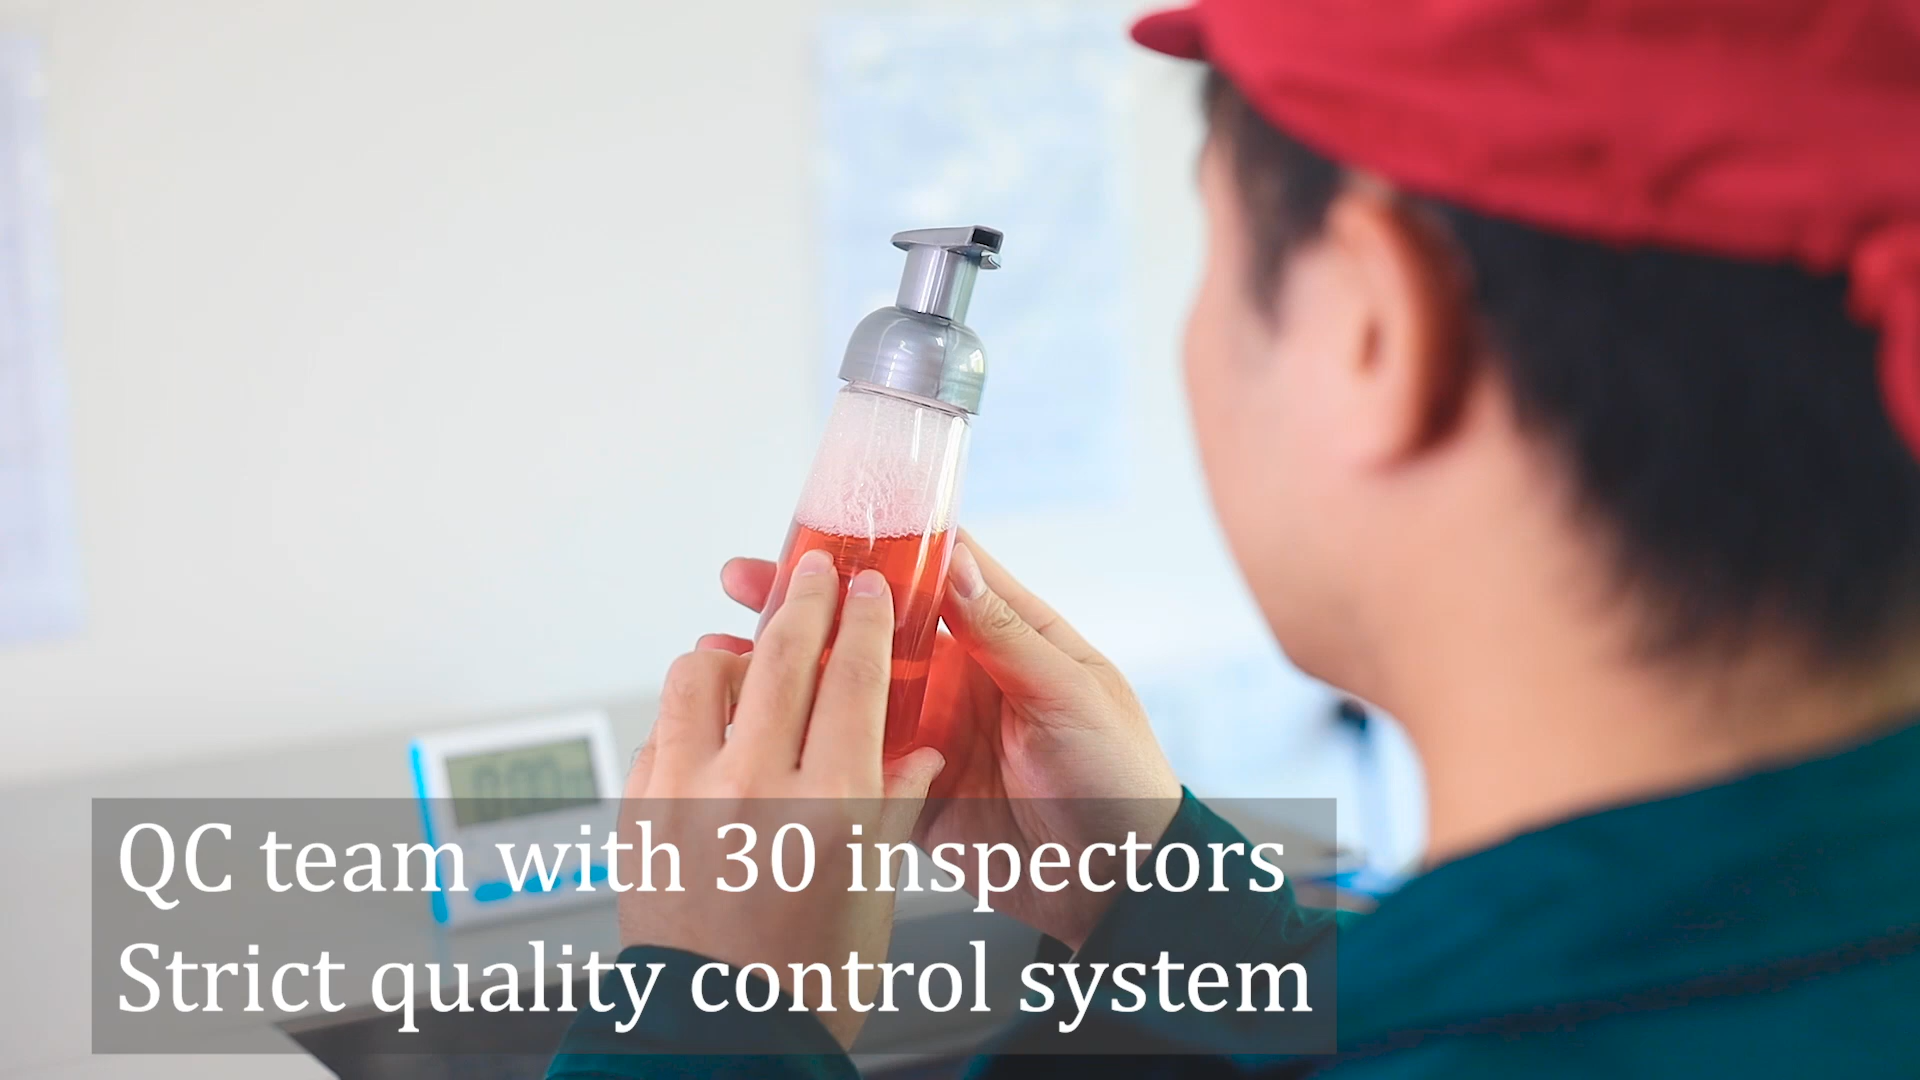 QC team with 30 inspectors
Strict quality control system